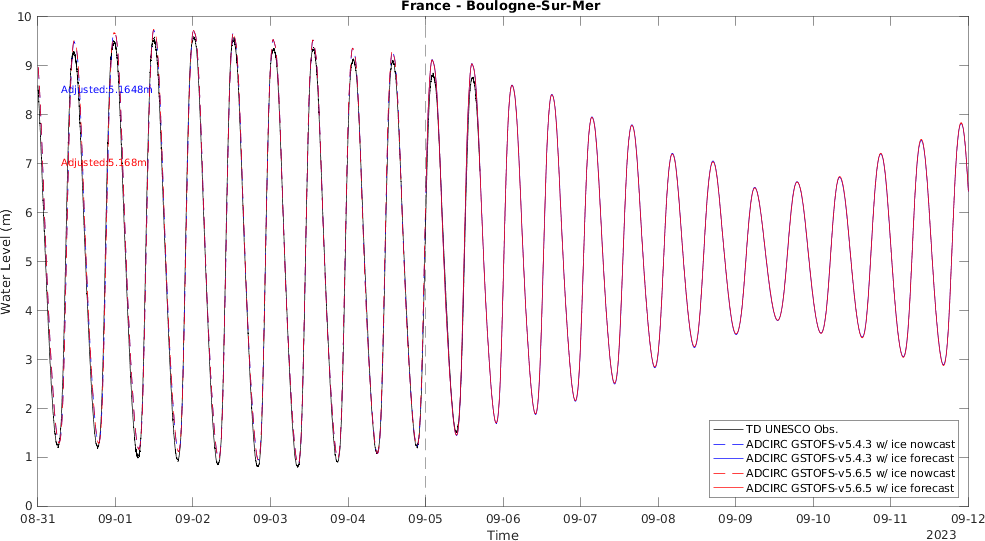 France - Boulogne-Sur-Mer
10
9
8
7
6
5
4
3
2
1
0
Water Level (m)
Adjusted:5.1648m
Adjusted:5.168m
TD UNESCO Obs.
ADCIRC GSTOFS-v5.4.3 w/ ice nowcast
ADCIRC GSTOFS-v5.4.3 w/ ice forecast
ADCIRC GSTOFS-v5.6.5 w/ ice nowcast
ADCIRC GSTOFS-v5.6.5 w/ ice forecast
08-31 09-01 09-02 09-03 09-04 09-05 09-06 09-07 09-08 09-09 09-10 09-11 09-12
Time
2023